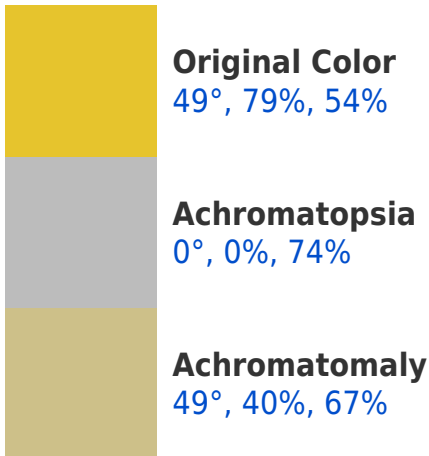 Original Color
49°, 79%, 54%
Achromatopsia
0°, 0%, 74%
Achromatomaly
49°, 40%, 67%